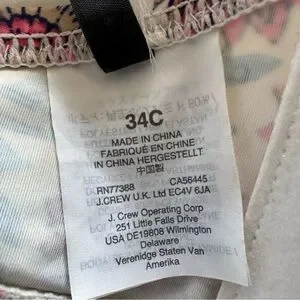 34C
MADE IN CHINA
FABRIQUÉ EN CHINE
IN CHINA HERGESTELLT
中国製
RN77388 CA56445
J.CREW U.K. Ltd EC4V 6JA
J. Crew Operating Corp
251 Little Falls Drive
USA DE19808 Wilmington
Delaware
Verenidge Staten Van
Amerika